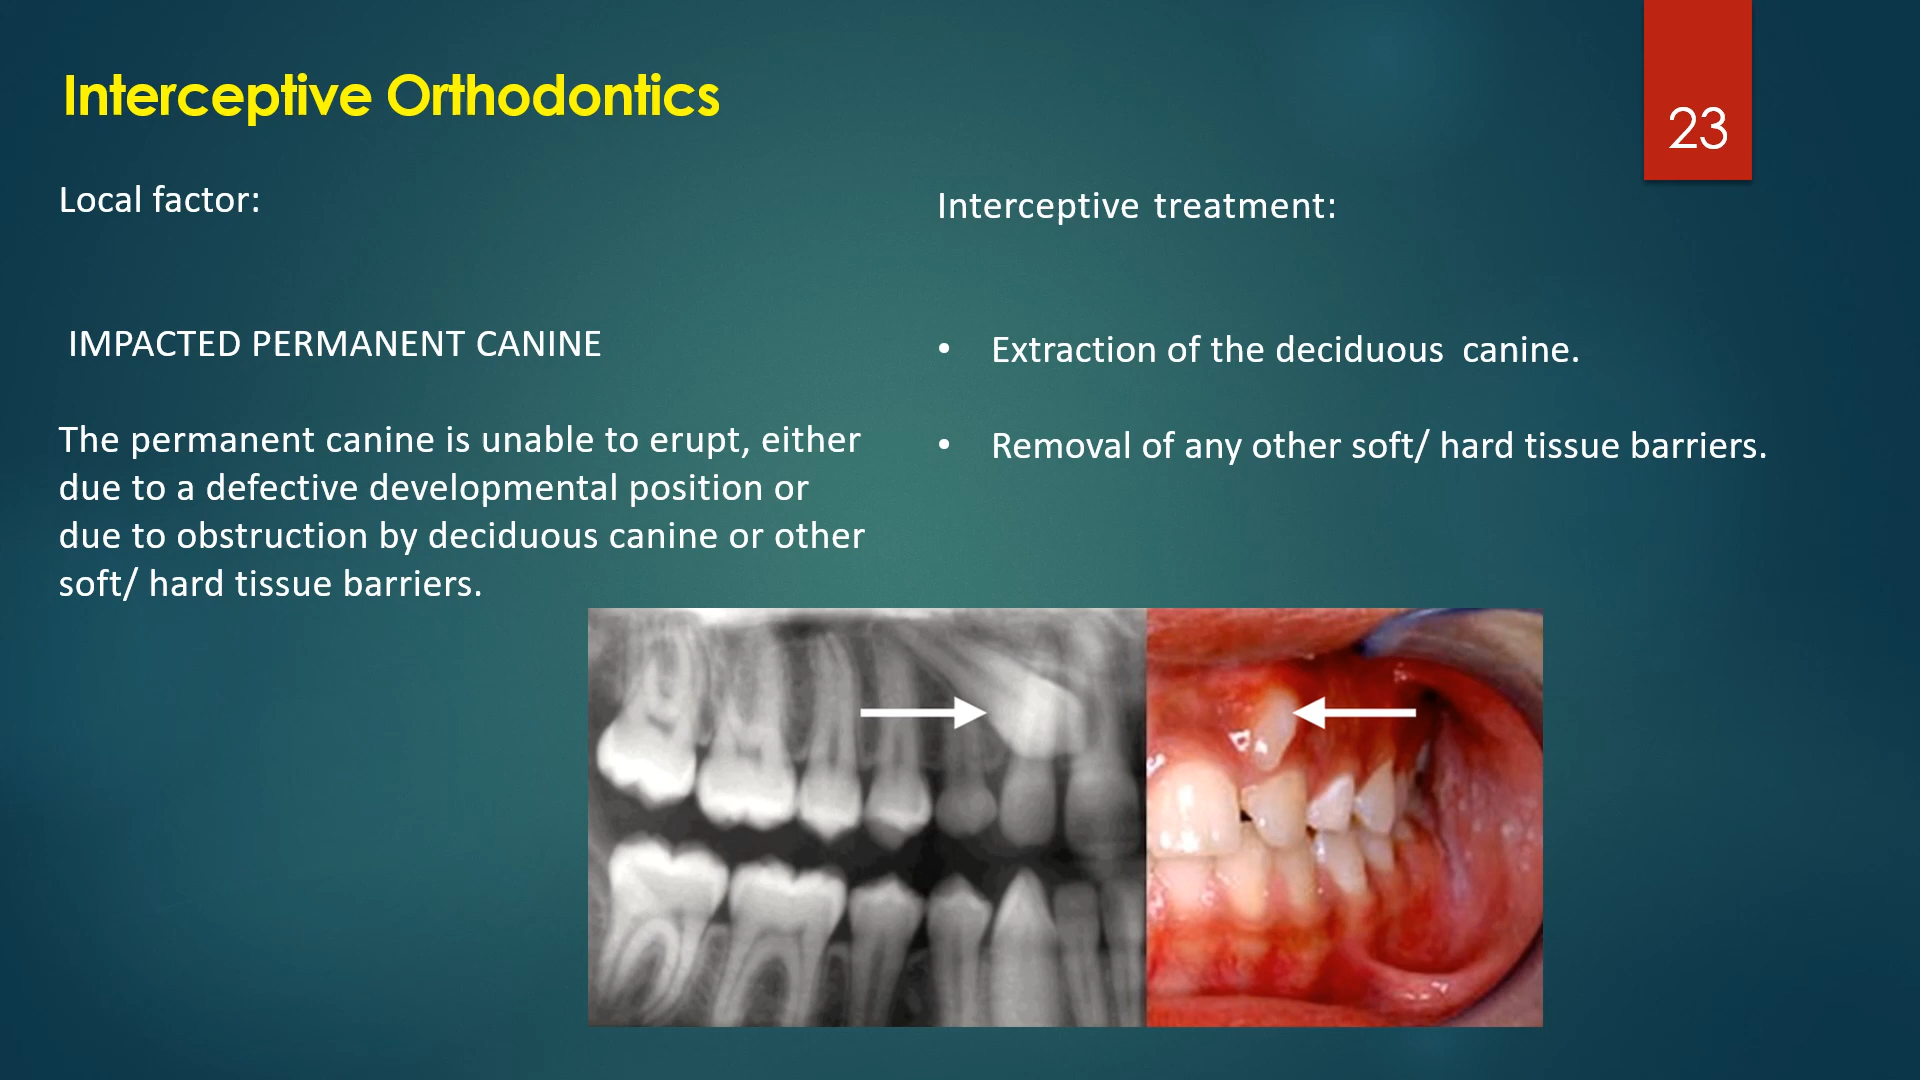 Interceptive Orthodontics
23
Local factor:
IMPACTED PERMANENT CANINE
The permanent canine is unable to erupt, either
due to a defective developmental position or
due to obstruction by deciduous canine or other
soft/ hard tissue barriers.
Interceptive treatment:
• Extraction of the deciduous canine.
• Removal of any other soft/ hard tissue barriers.